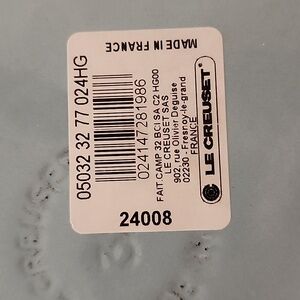 MADE IN FRANCE
LE CREUSET
05032 32 77 024HG
024147281986
FAIT.CAMP 32 BCI SA C2 HG00
LE CREUSET SAS
902, rue Olivier Deguise
02230 - Fresnoy-le-grand
FRANCE
24008